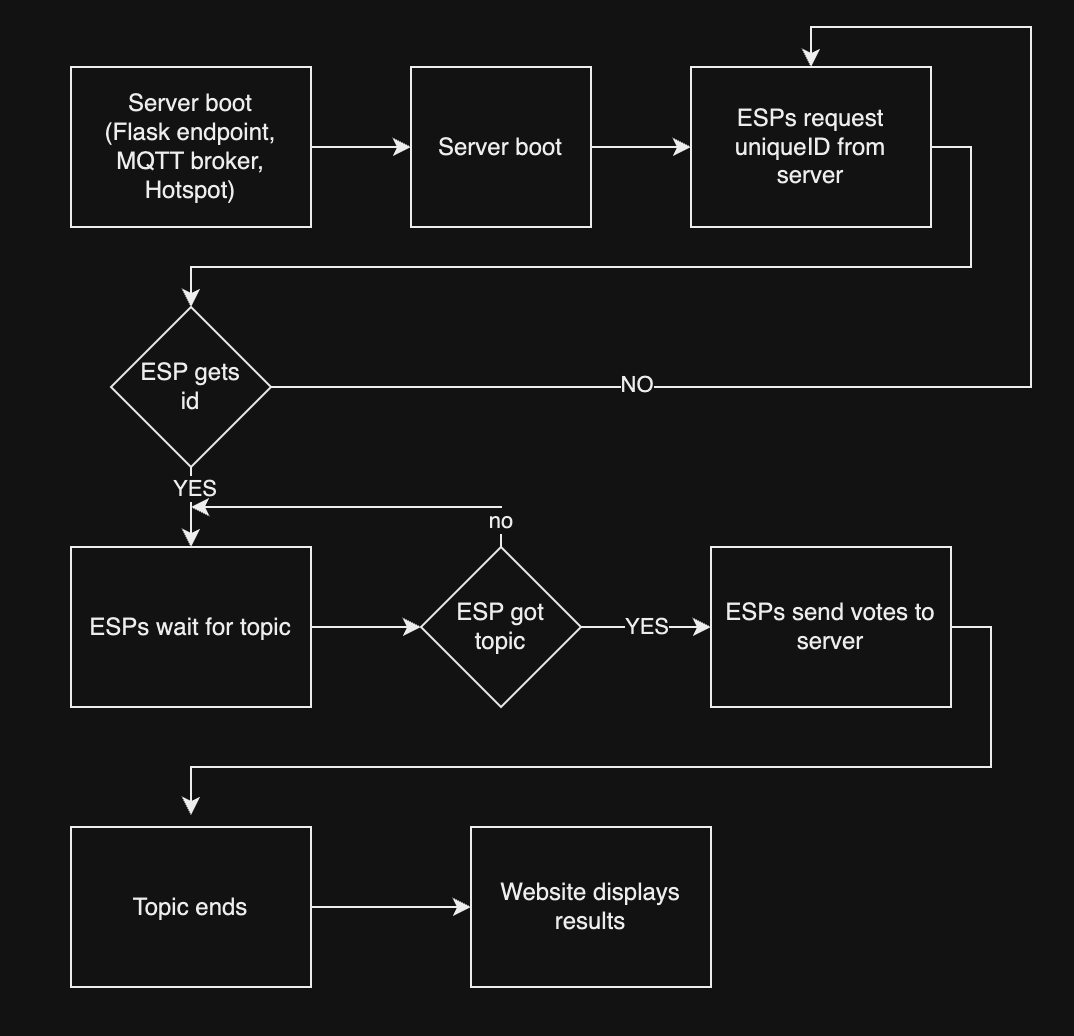 Server boot
(Flask endpoint,
MQTT broker,
Hotspot)
Server boot
ESPs request
uniqueID from
server
ESP gets
id
NO
YES
no
ESPs wait for topic
ESP got
topic
YES
ESPs send votes to
server
Topic ends
Website displays
results